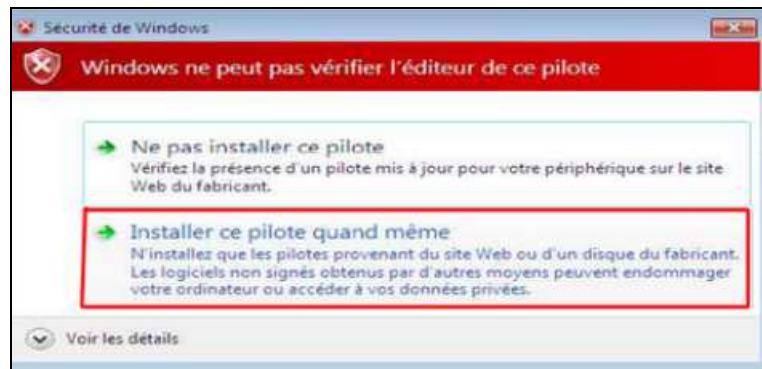 Sécurité de Windows
Windows ne peut pas vérifier l'éditeur de ce pilote
Ne pas installer ce pilote
Vérifiez la présence d'un pilote mis à jour pour votre périphérique sur le site
Web du fabricant.
Installer ce pilote quand même
N'installez que les pilotes provenant du site Web ou d'un disque du fabricant.
Les logiciels non signés obtenus par d'autres moyens peuvent endommager
votre ordinateur ou accéder à vos données privées.
Voir les détails